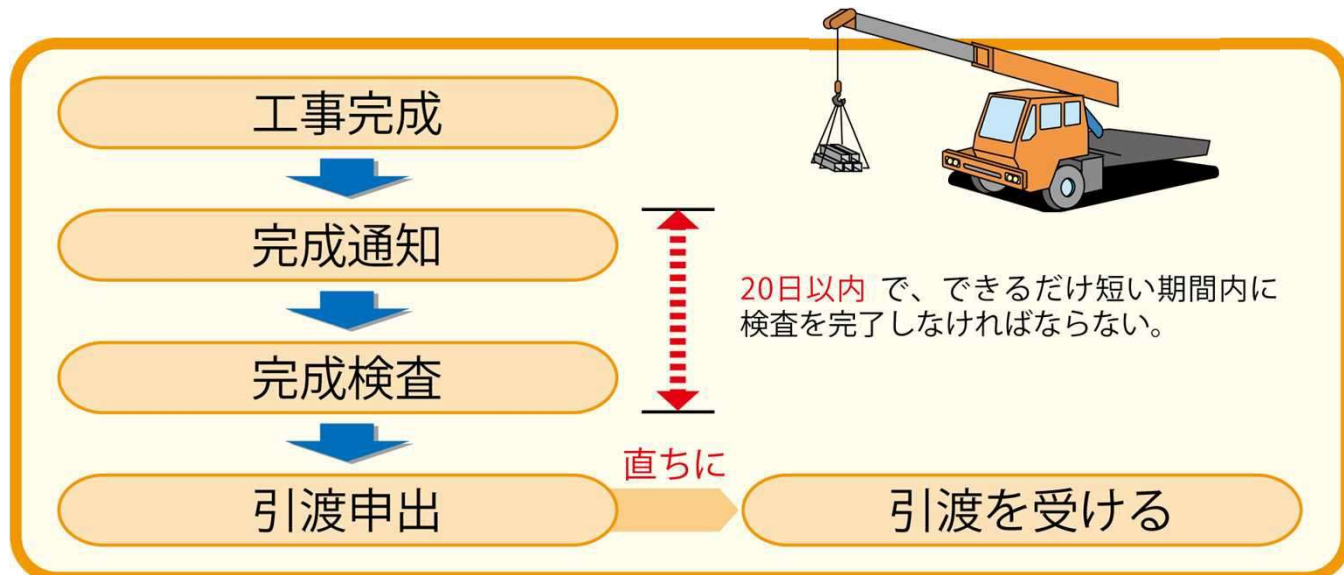 工事完成
完成通知
20日以内 で、できるだけ短い期間内に
検査を完了しなければならない。
完成検査
直ちに
引渡申出
引渡を受ける